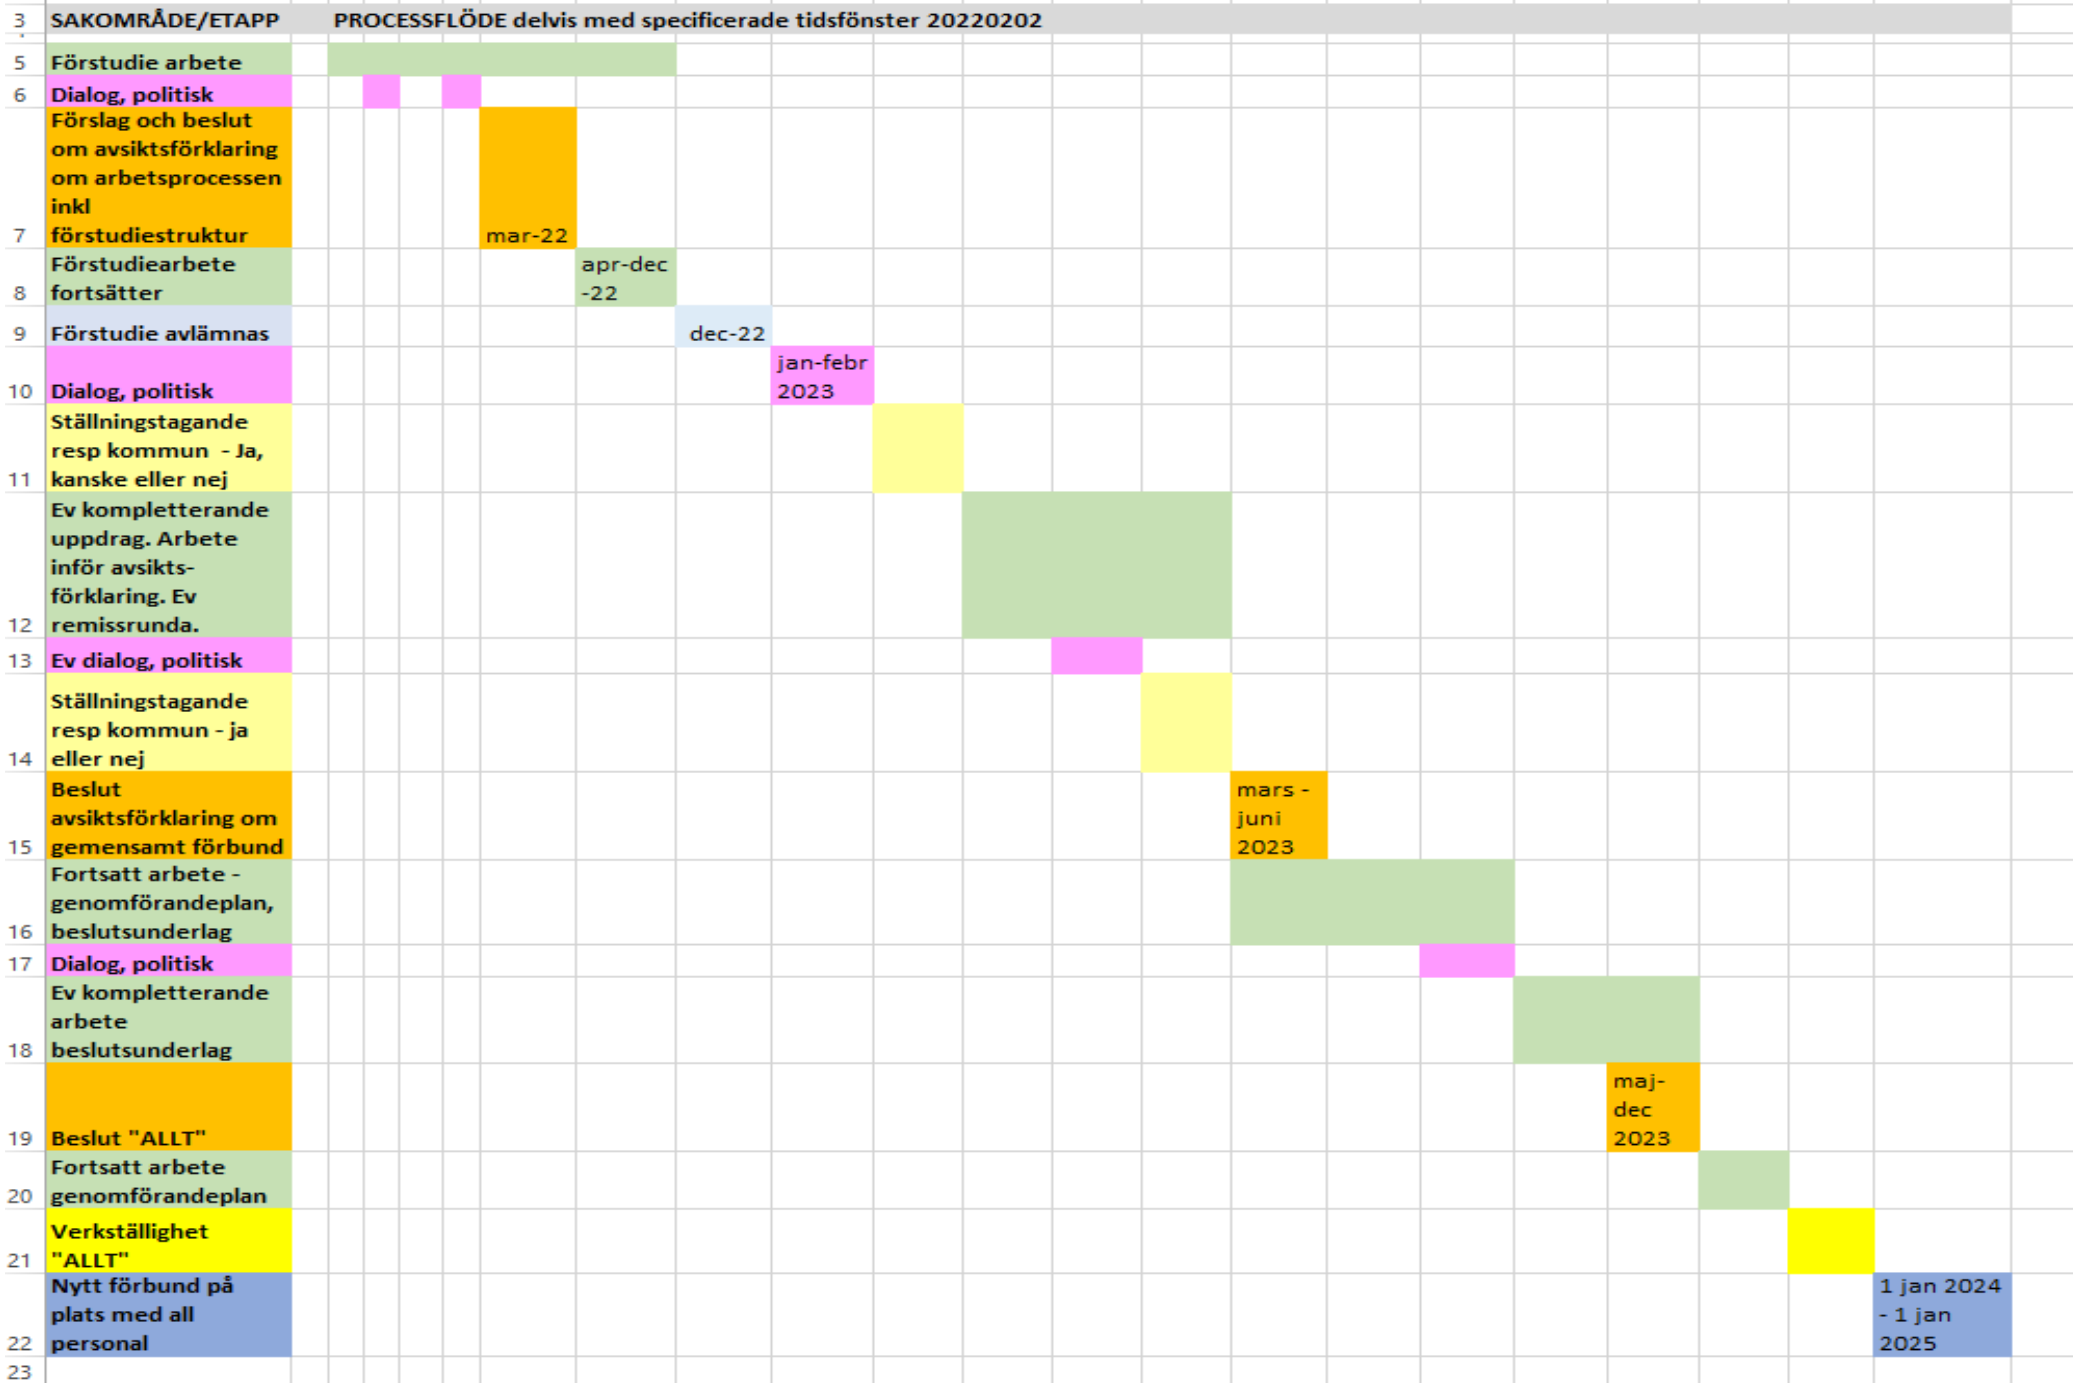 3 SAKOMRÅDE/ETAPP PROCESSFLÖDE delvis med specificerade tidsfönster 20220202
5 Förstudie arbete
6 Dialog, politisk
Förslag och beslut
om avsiktsförklaring
om arbetsprocessen
inkl
7 förstudiestruktur mar-22
Förstudiearbete apr-dec
8 fortsätter -22
9 Förstudie avlämnas dec-22
jan-febr
10 Dialog, politisk 2023
Ställningstagande
resp kommun - Ja,
11 kanske eller nej
Ev kompletterande
uppdrag. Arbete
inför avsikts-
förklaring. Ev
12 remissrunda.
13 Ev dialog, politisk
Ställningstagande
resp kommun - ja
14 eller nej
Beslut mars -
avsiktsförklaring om juni
15 gemensamt förbund 2023
Fortsatt arbete -
genomförandeplan,
16 beslutsunderlag
17 Dialog, politisk
Ev kompletterande
arbete
18 beslutsunderlag
maj-
dec
19 Beslut "ALLT" 2023
Fortsatt arbete
20 genomförandeplan
Verkställighet
21 "ALLT"
Nytt förbund på 1 jan 2024
plats med all - 1 jan
22 personal 2025
23